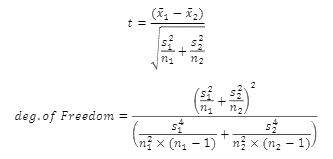 t = (x̄₁ − x̄₂) / √(s₁²/n₁ + s₂²/n₂)
deg. of Freedom = (s₁²/n₁ + s₂²/n₂)² / (s₁⁴/(n₁² × (n₁ − 1)) + s₂⁴/(n₂² × (n₂ − 1)))